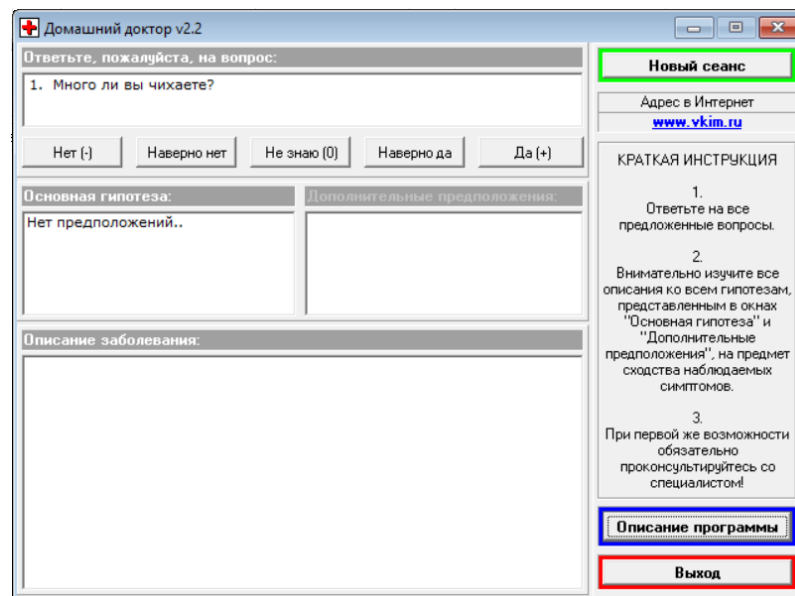 Домашний доктор v2.2
Ответьте, пожалуйста, на вопрос:
1. Много ли вы чихаете?
Нет (-)
Наверно нет
Не знаю (0)
Наверно да
Да (+)
Основная гипотеза:
Дополнительные предположения:
Нет предположений..
Описание заболевания:
Новый сеанс
Адрес в Интернет
www.vkim.ru
КРАТКАЯ ИНСТРУКЦИЯ
1.
Ответьте на все
предложенные вопросы.
2.
Внимательно изучите все
описания ко всем гипотезам,
представленным в окнах
"Основная гипотеза" и
"Дополнительные
предположения", на предмет
сходства наблюдаемых
симптомов.
3.
При первой же возможности
обязательно
проконсультируйтесь со
специалистом!
Описание программы
Выход